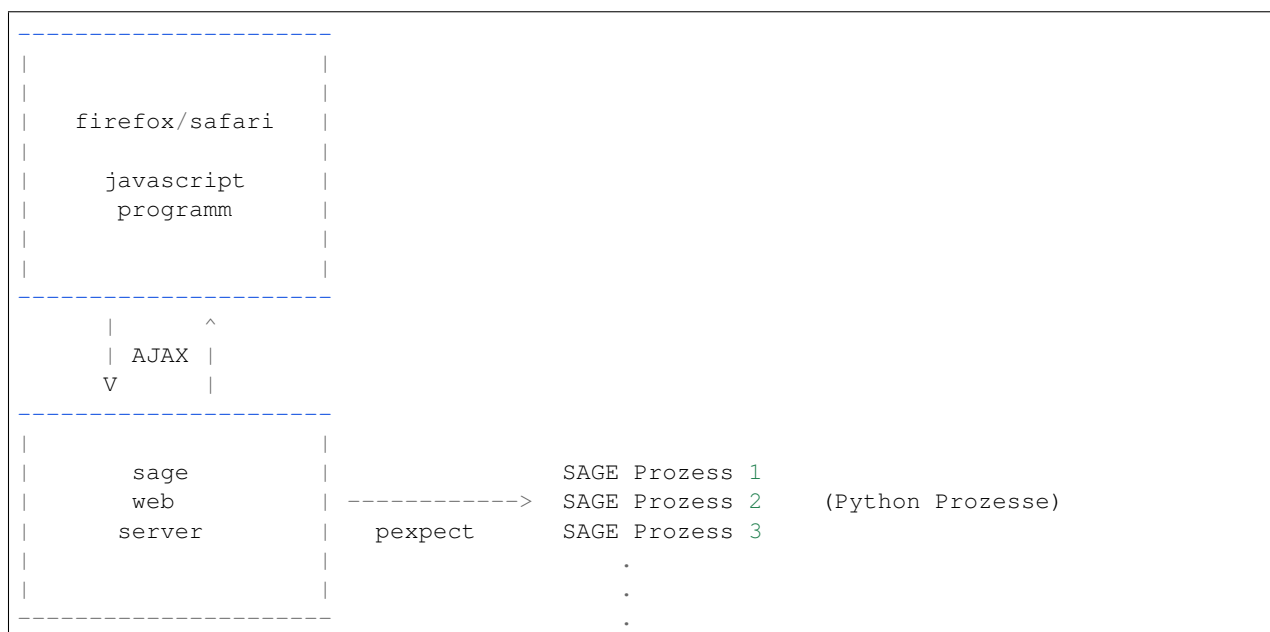 ----------------------
|                    |
|                    |
|   firefox/safari   |
|                    |
|     javascript     |
|      programm      |
|                    |
|                    |
----------------------
      |      ^
      | AJAX |
      V      |
----------------------
|                    |
|       sage         |                SAGE Prozess 1
|       web          | ------------>  SAGE Prozess 2    (Python Prozesse)
|      server        |   pexpect      SAGE Prozess 3
|                    |                    .
|                    |                    .
----------------------                    .